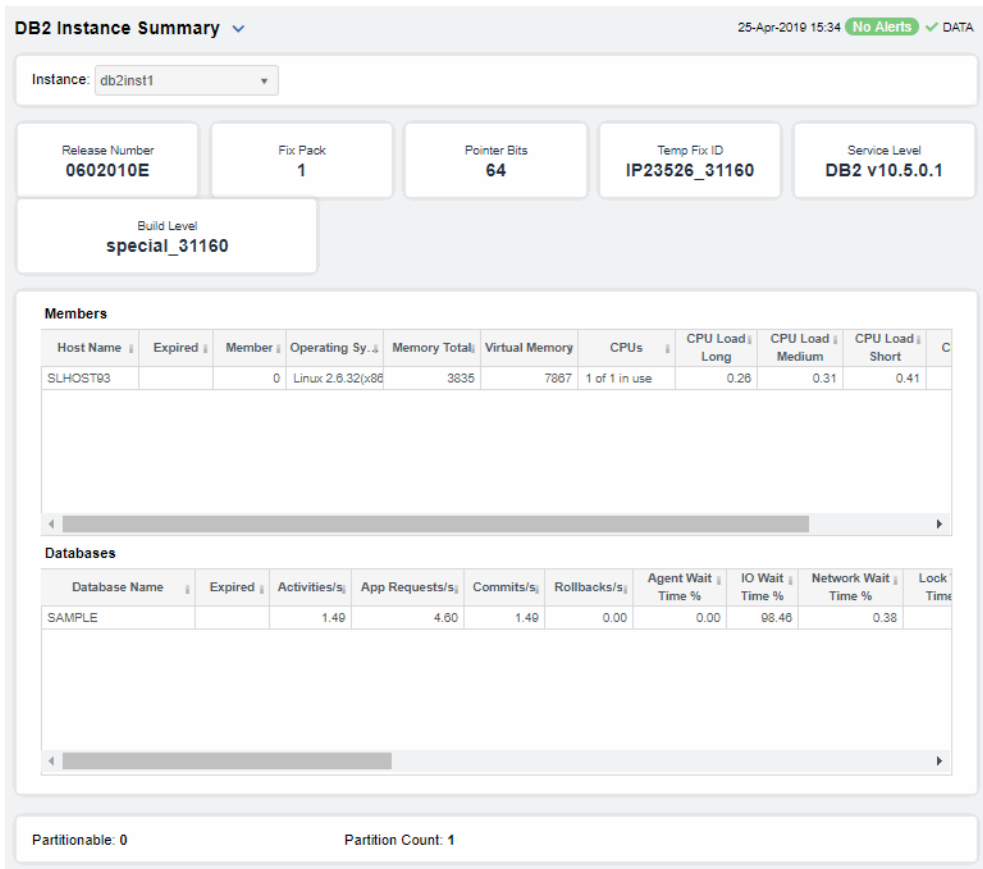 DB2 Instance Summary 25-Apr-2019 15:34 No Alerts DATA
Instance: db2inst1
Release Number Fix Pack Pointer Bits Temp Fix ID Service Level
0602010E 1 64 IP23526_31160 DB2 v10.5.0.1
Build Level
special_31160
Members
Host Name Expired Member Operating Sy.. Memory Total Virtual Memory CPUs CPU Load Long CPU Load Medium CPU Load Short C
SLHOST93 0 Linux 2.6.32(x86 3835 7867 1 of 1 in use 0.26 0.31 0.41
Databases
Database Name Expired Activities/s App Requests/s Commits/s Rollbacks/s Agent Wait Time % IO Wait Time % Network Wait Time % Lock Time
SAMPLE 1.49 4.60 1.49 0.00 0.00 98.46 0.38
Partitionable: 0 Partition Count: 1